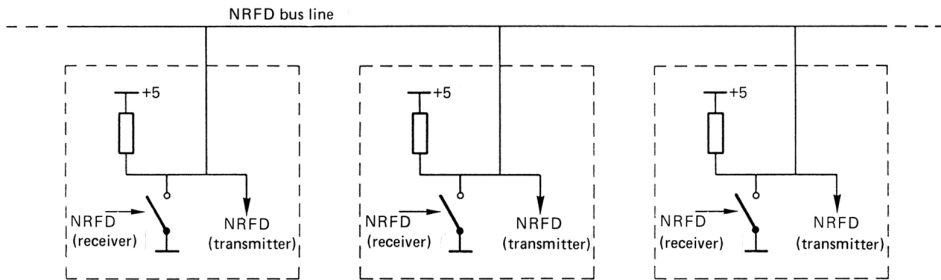 NRFD bus line
+5
NRFD
(receiver)
NRFD
(transmitter)
+5
NRFD
(receiver)
NRFD
(transmitter)
+5
NRFD
(receiver)
NRFD
(transmitter)